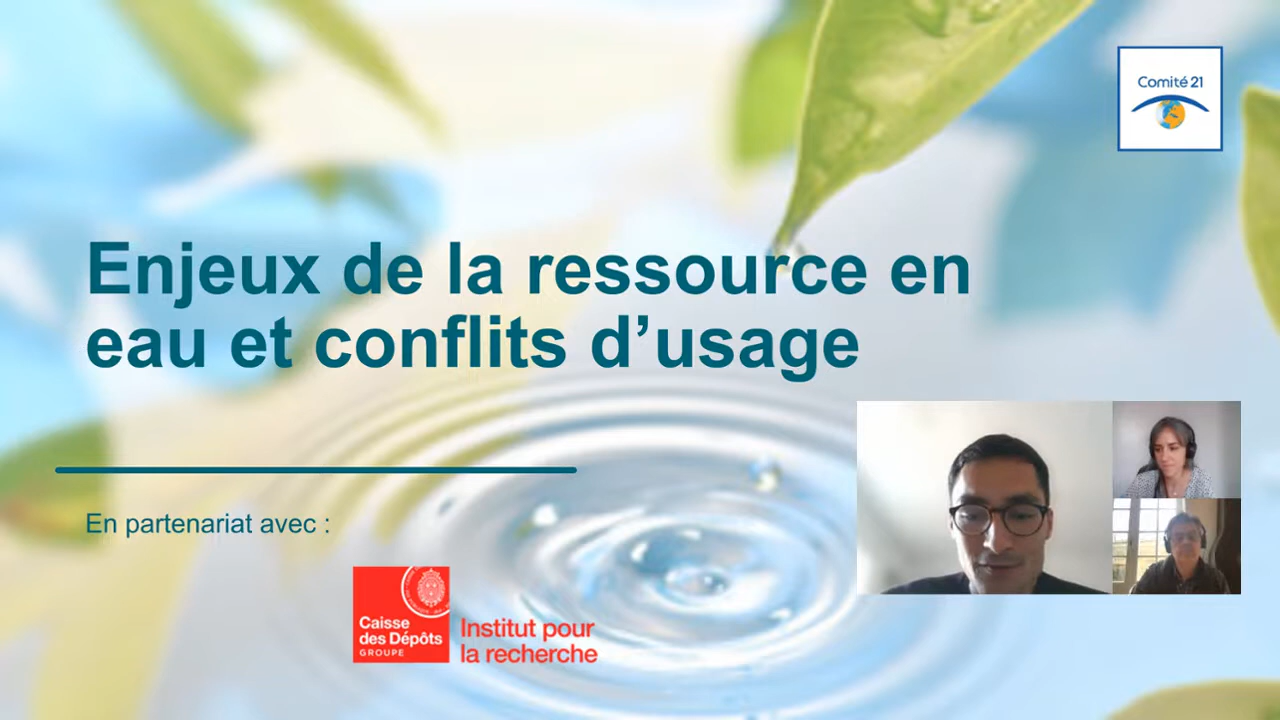 Comité 21
Enjeux de la ressource en
eau et conflits d’usage
En partenariat avec :
Caisse
des Dépôts
GROUPE
Institut pour
la recherche